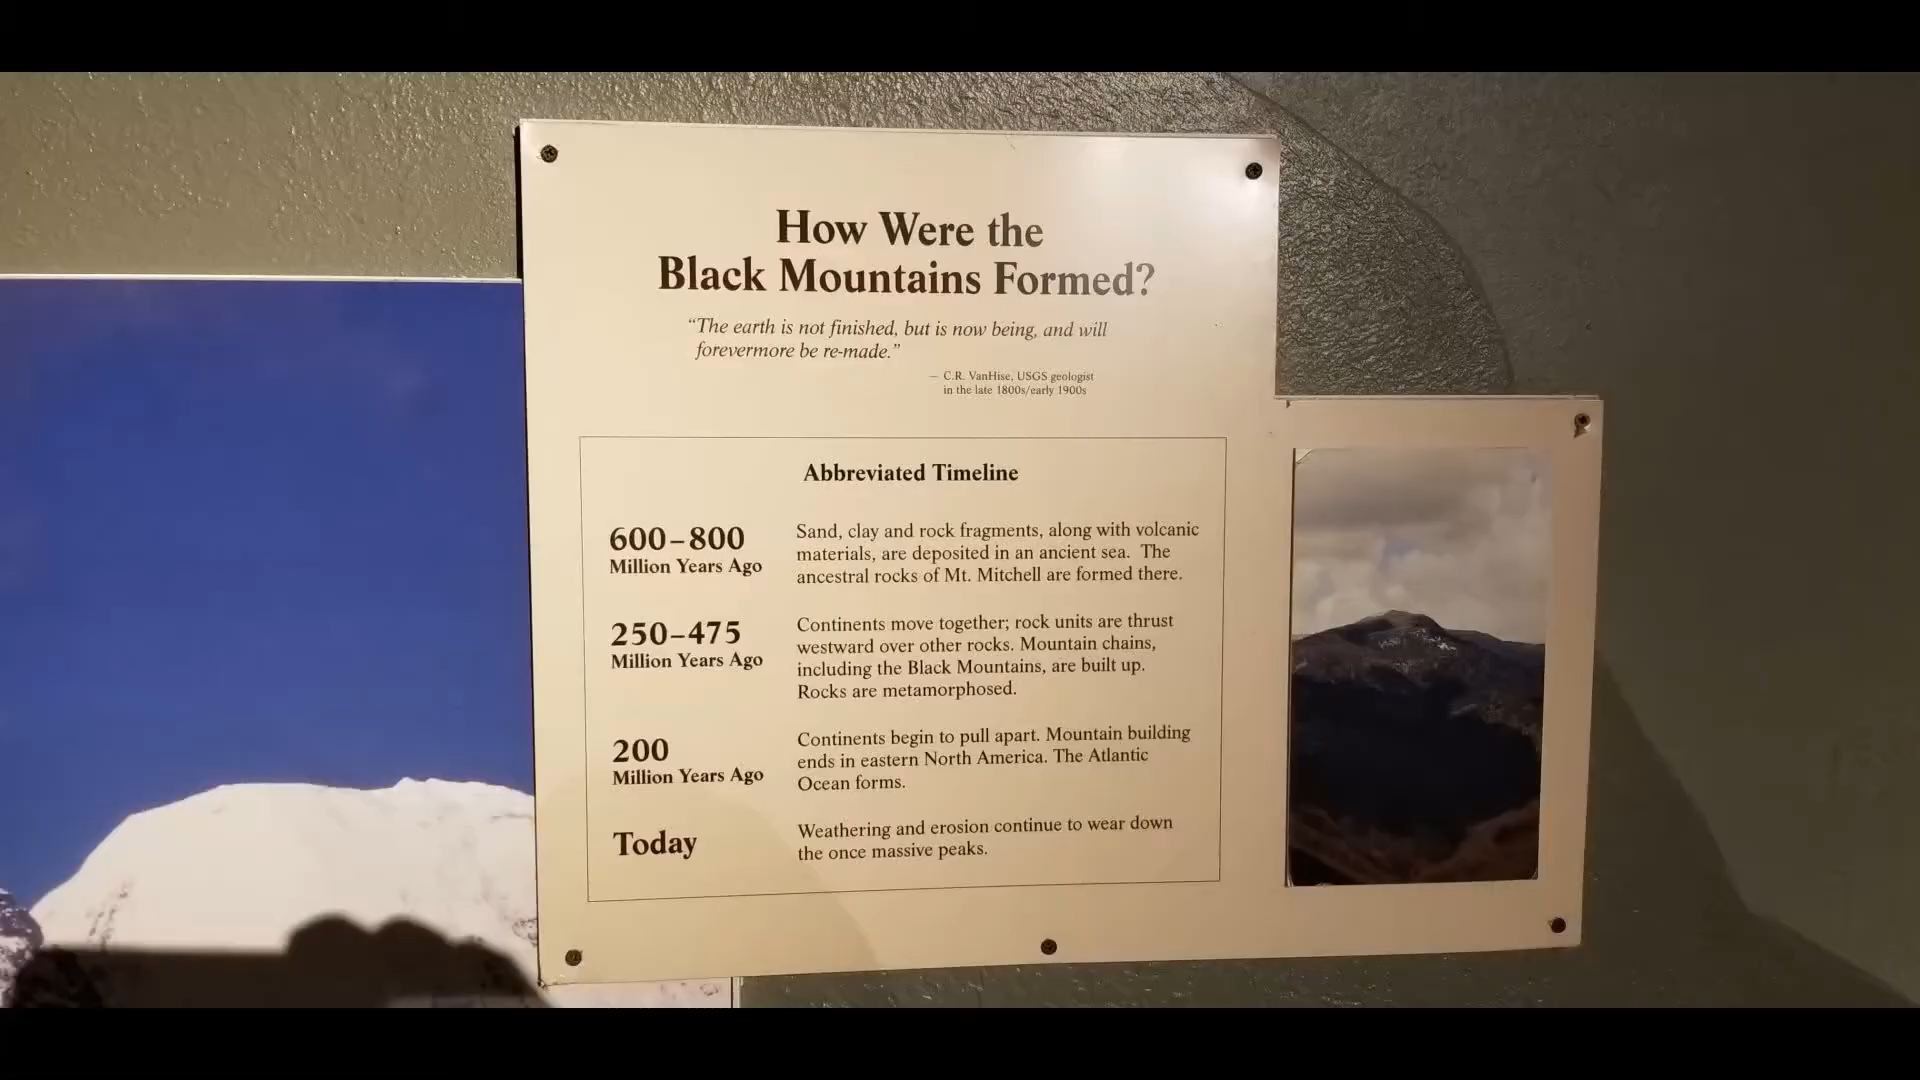 How Were the
Black Mountains Formed?
“The earth is not finished, but is now being, and will
forevermore be re-made.”
— C.R. VanHise, USGS geologist
in the late 1800s/early 1900s
Abbreviated Timeline
600–800
Million Years Ago
Sand, clay and rock fragments, along with volcanic
materials, are deposited in an ancient sea. The
ancestral rocks of Mt. Mitchell are formed there.
250–475
Million Years Ago
Continents move together; rock units are thrust
westward over other rocks. Mountain chains,
including the Black Mountains, are built up.
Rocks are metamorphosed.
200
Million Years Ago
Continents begin to pull apart. Mountain building
ends in eastern North America. The Atlantic
Ocean forms.
Today
Weathering and erosion continue to wear down
the once massive peaks.